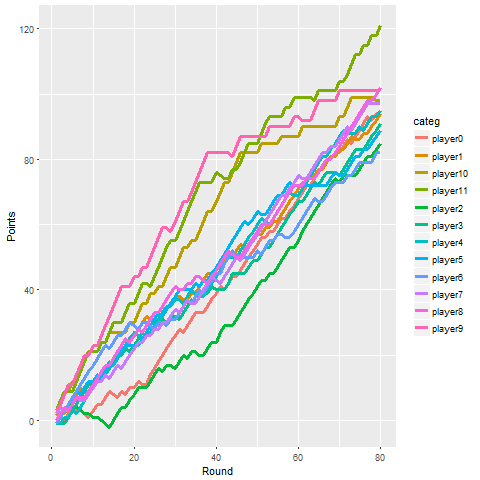 120
80
40
0
Points
0
20
40
60
80
Round
categ
player0
player1
player10
player11
player2
player3
player4
player5
player6
player7
player8
player9